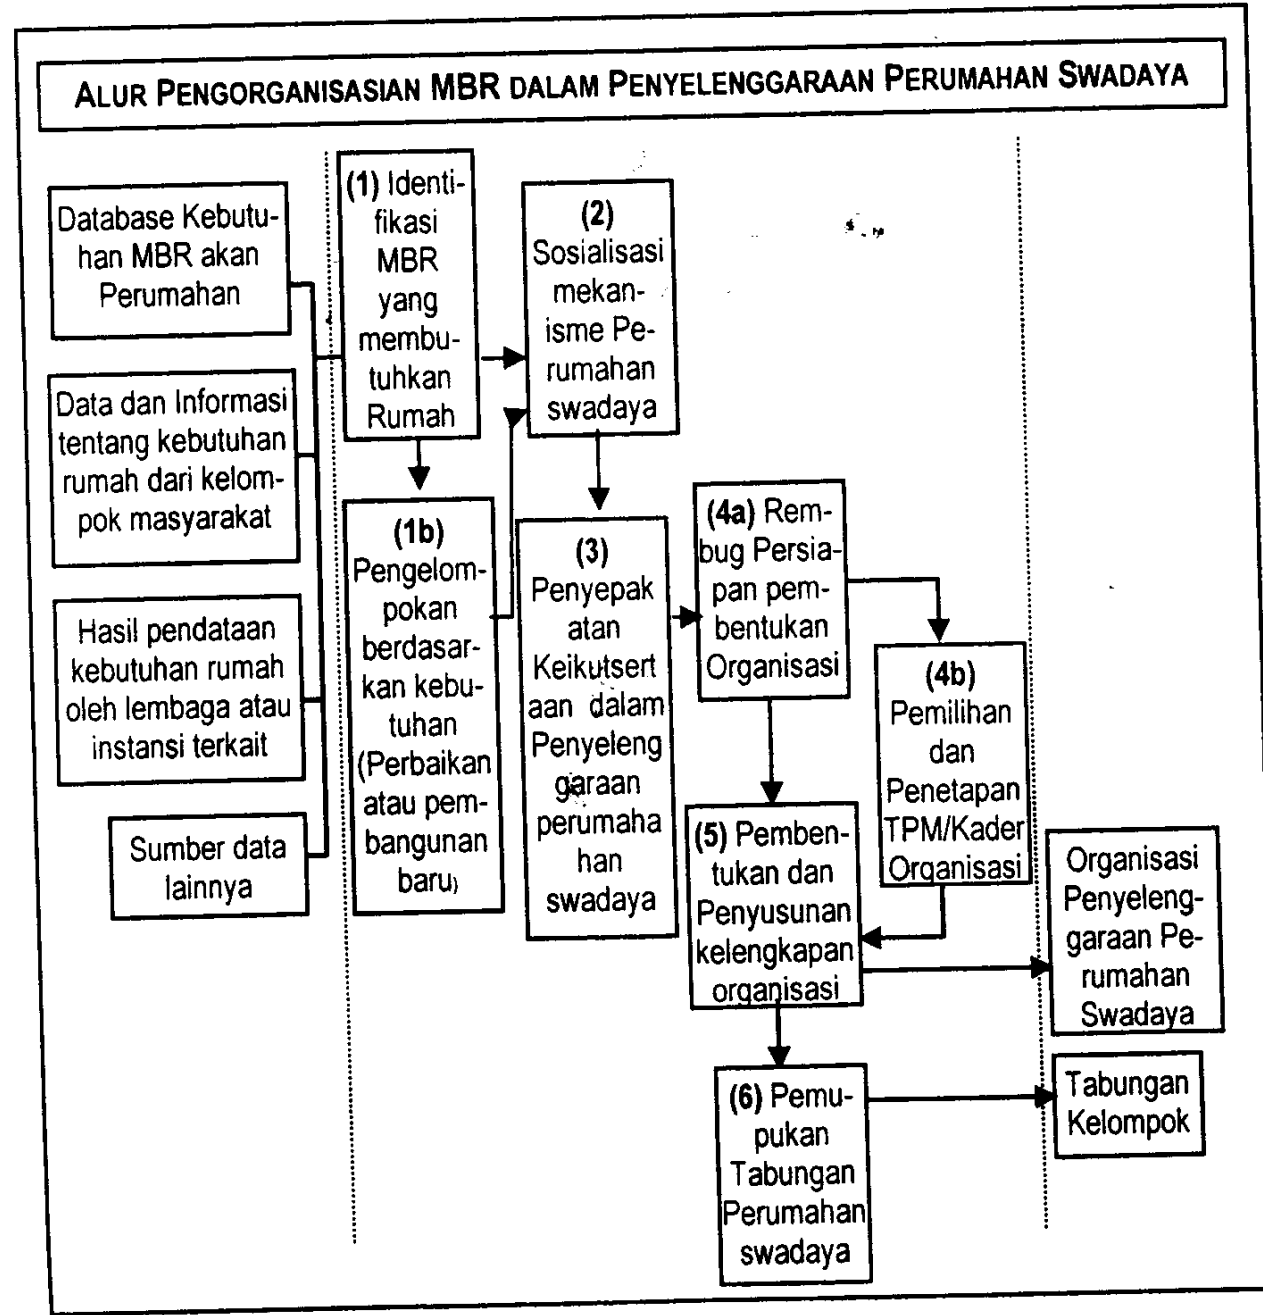 ALUR PENGORGANISASIAN MBR DALAM PENYELENGGARAAN PERUMAHAN SWADAYA
Database Kebutu-
han MBR akan
Perumahan
Data dan Informasi
tentang kebutuhan
rumah dari kelom-
pok masyarakat
Hasil pendataan
kebutuhan rumah
oleh lembaga atau
instansi terkait
Sumber data
lainnya
(1) Identi-
fikasi
MBR
yang
membu-
tuhkan
Rumah
(1b)
Pengelom-
pokan
berdasar-
kan kebu-
tuhan
(Perbaikan
atau pem-
bangunan
baru)
(2)
Sosialisasi
mekan-
isme Pe-
rumahan
swadaya
(3)
Penyepak
atan
Keikutsert
aan dalam
Penyeleng
garaan
perumaha
han
swadaya
(4a) Rem-
bug Persia-
pan pem-
bentukan
Organisasi
(4b)
Pemilihan
dan
Penetapan
TPM/Kader
Organisasi
(5) Pemben-
tukan dan
Penyusunan
kelengkapan
organisasi
(6) Pemu-
pukan
Tabungan
Perumahan
swadaya
Organisasi
Penyeleng-
garaan Pe-
rumahan
Swadaya
Tabungan
Kelompok